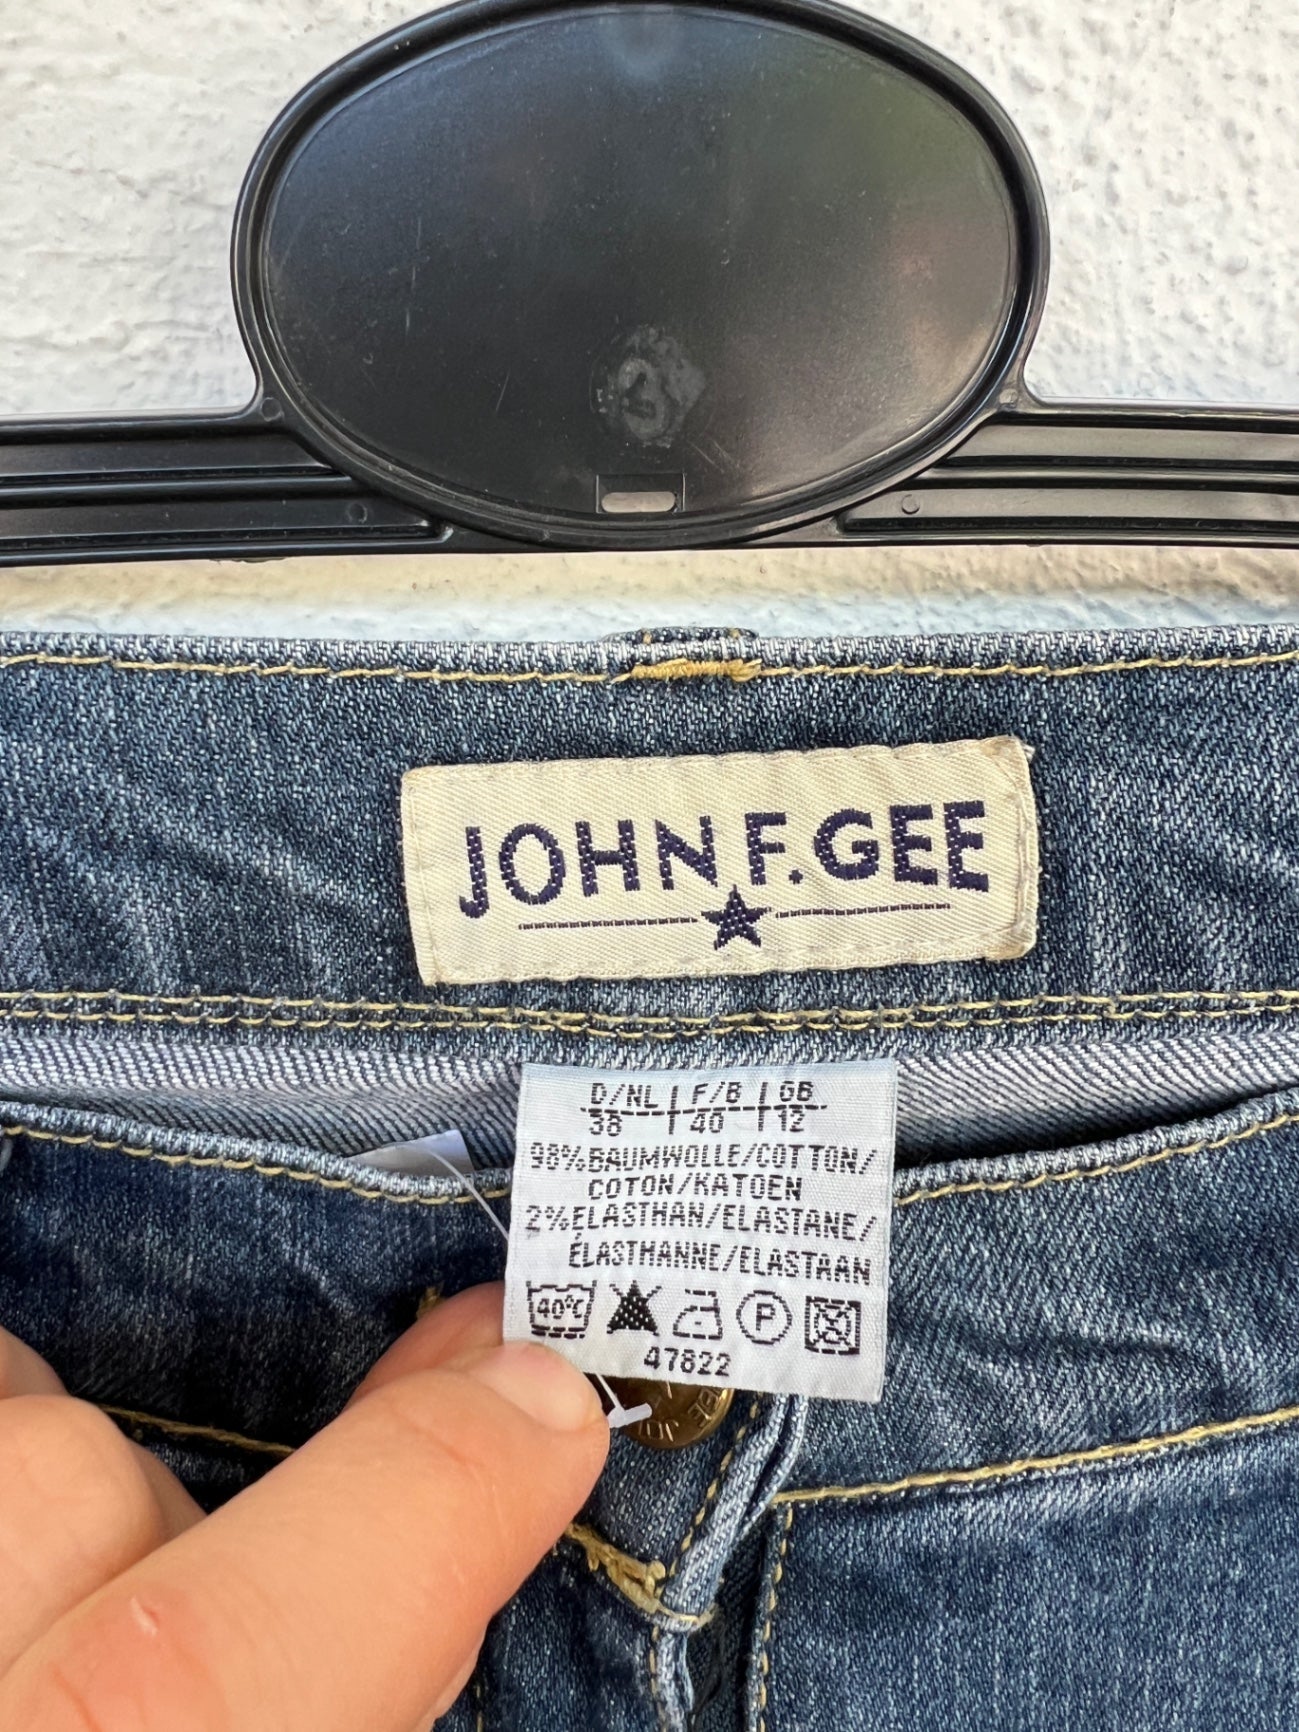 JOHN F. GEE
D/NL | F/B | GB
38 | 40 | 12
98%BAUMWOLLE/COTTON/
COTON/KATOEN
2%ELASTHAN/ELASTANE/
ÉLASTHANNE/ELASTAAN
40°C P
47822